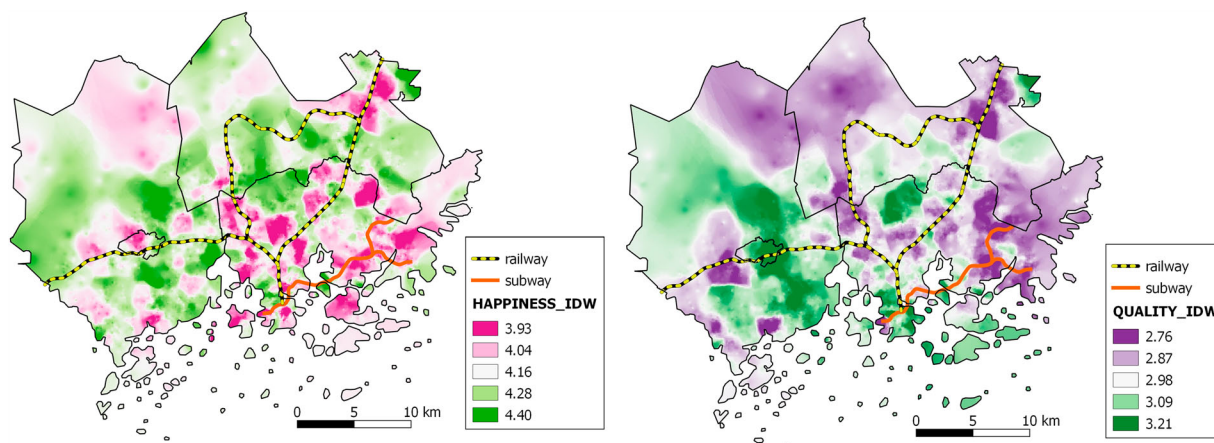 railway
subway
HAPPINESS_IDW
3.93
4.04
4.16
4.28
4.40
0 5 10 km
railway
subway
QUALITY_IDW
2.76
2.87
2.98
3.09
3.21
0 5 10 km